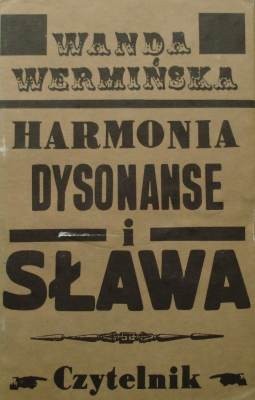 WANDA
WERMIŃSKA
HARMONIA
DYSONANSE
i
SŁAWA
Czytelnik